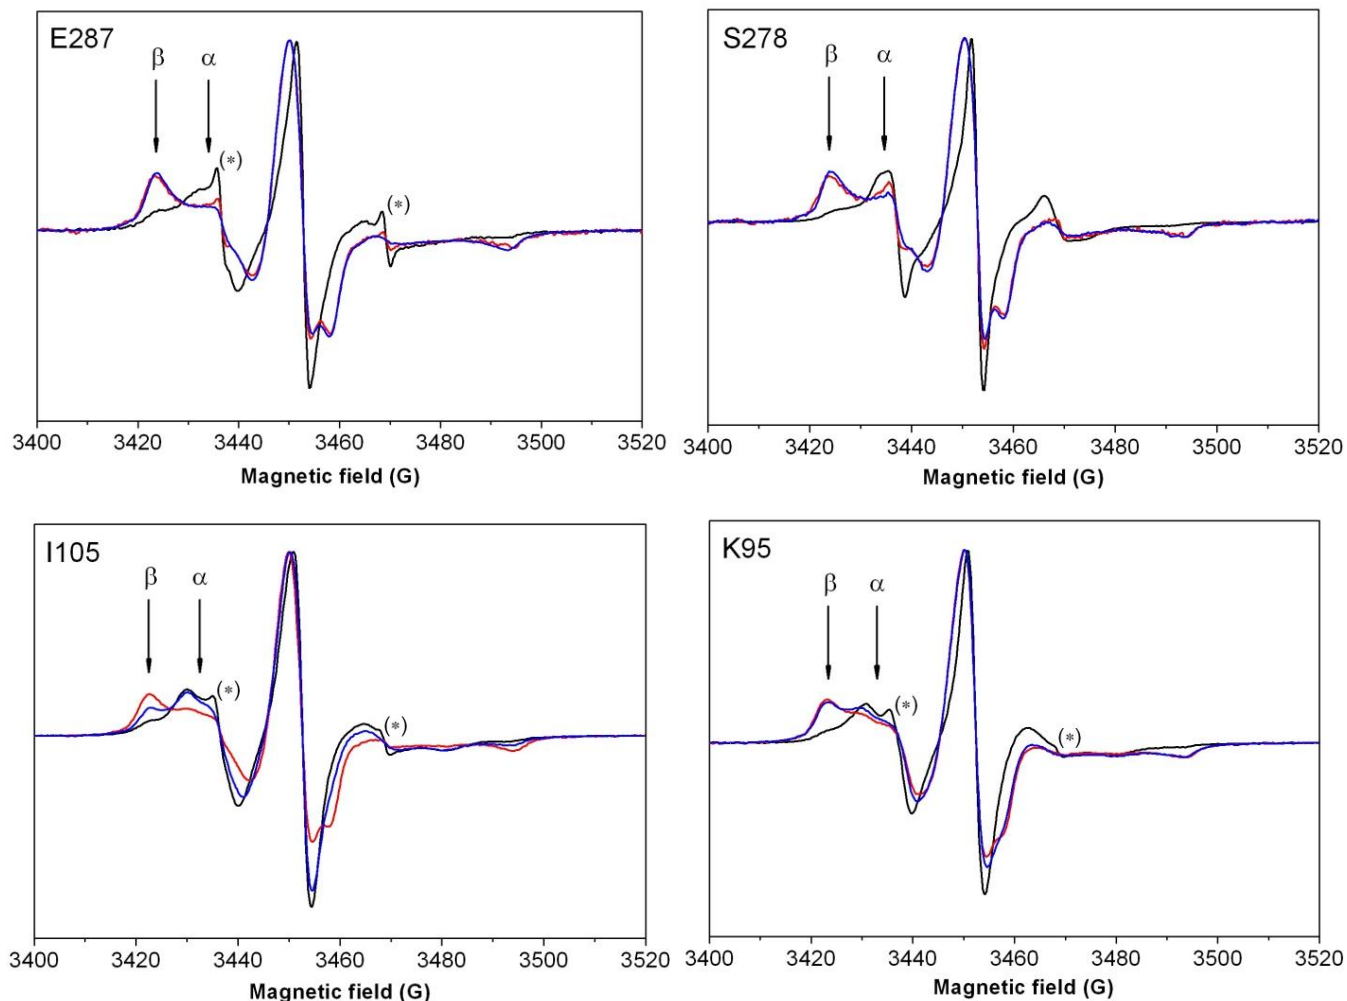 E287
β α
(*)
(*)
3400 3420 3440 3460 3480 3500 3520
Magnetic field (G)
S278
β α
3400 3420 3440 3460 3480 3500 3520
Magnetic field (G)
I105
β α
(*)
(*)
3400 3420 3440 3460 3480 3500 3520
Magnetic field (G)
K95
β α
(*)
(*)
3400 3420 3440 3460 3480 3500 3520
Magnetic field (G)